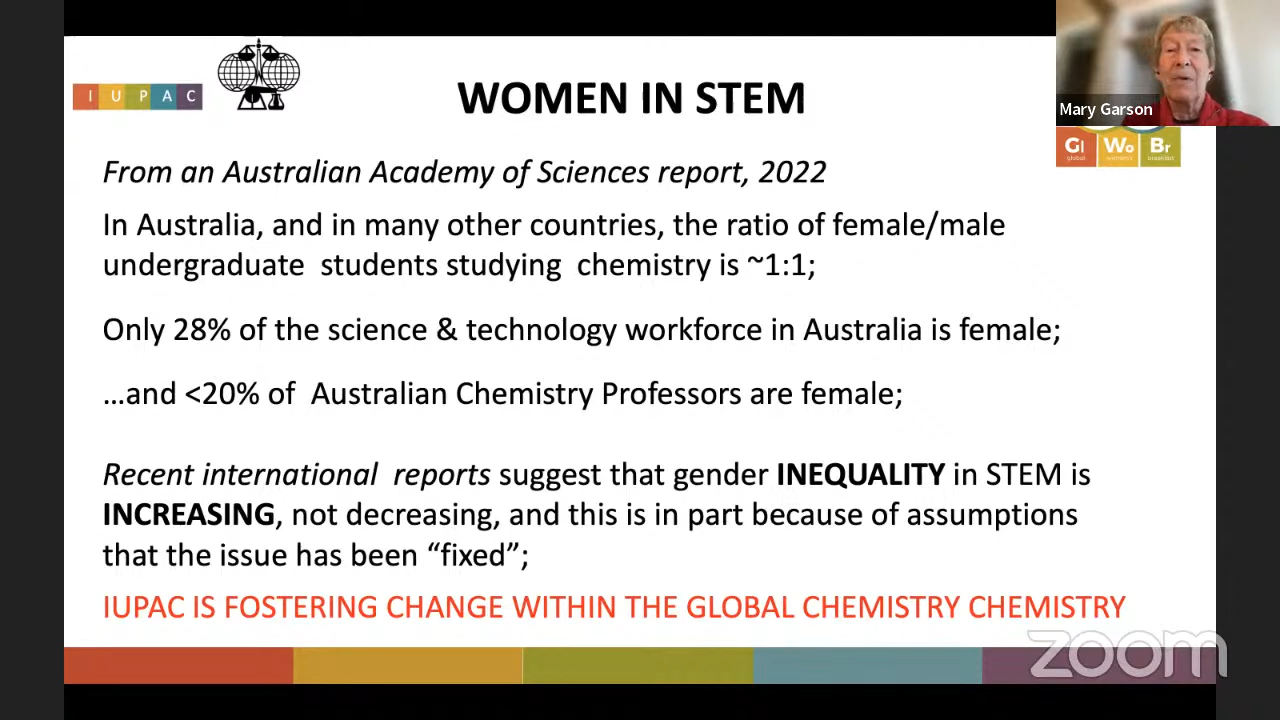 I U P A C
WOMEN IN STEM
Mary Garson
Gl Wo Br
global women's breakfast
From an Australian Academy of Sciences report, 2022
In Australia, and in many other countries, the ratio of female/male
undergraduate students studying chemistry is ~1:1;
Only 28% of the science & technology workforce in Australia is female;
...and <20% of Australian Chemistry Professors are female;
Recent international reports suggest that gender INEQUALITY in STEM is
INCREASING, not decreasing, and this is in part because of assumptions
that the issue has been “fixed”;
IUPAC IS FOSTERING CHANGE WITHIN THE GLOBAL CHEMISTRY CHEMISTRY
zoom